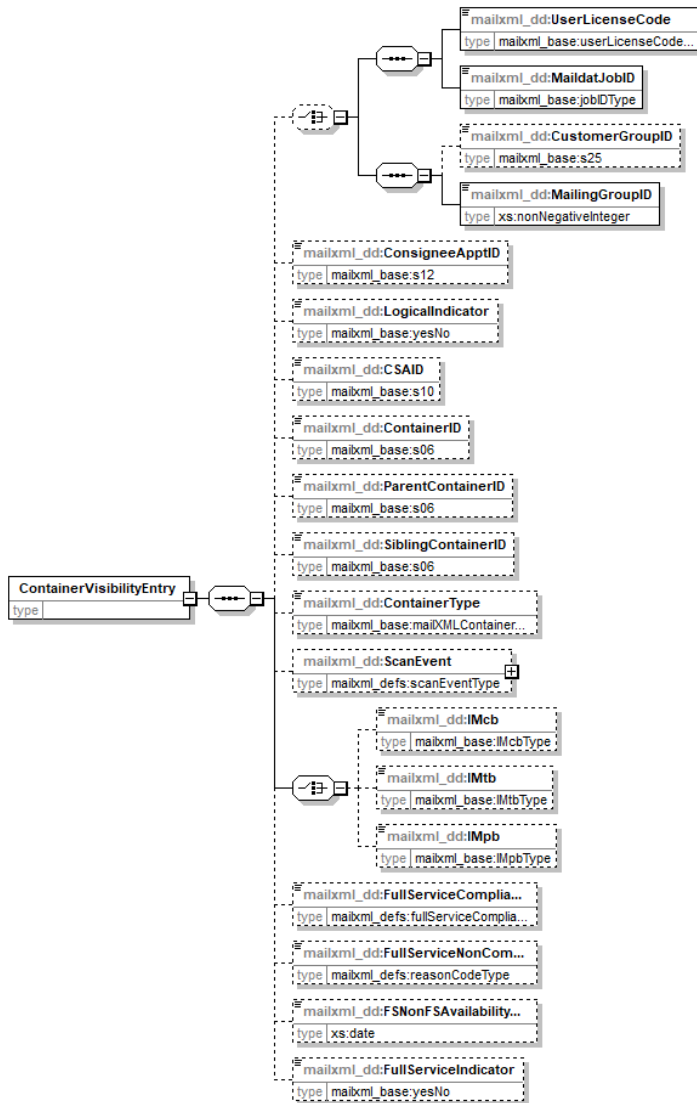 mailxml_dd:UserLicenseCode
type mailxml_base:userLicenseCode...
mailxml_dd:MaildatJobID
type mailxml_base:jobIDType
mailxml_dd:CustomerGroupID
type mailxml_base:s25
mailxml_dd:MailingGroupID
type xs:nonNegativeInteger
mailxml_dd:ConsigneeApptID
type mailxml_base:s12
mailxml_dd:LogicalIndicator
type mailxml_base:yesNo
mailxml_dd:CSAID
type mailxml_base:s10
mailxml_dd:ContainerID
type mailxml_base:s06
mailxml_dd:ParentContainerID
type mailxml_base:s06
mailxml_dd:SiblingContainerID
type mailxml_base:s06
ContainerVisibilityEntry
type
mailxml_dd:ContainerType
type mailxml_base:mailXMLContainer...
mailxml_dd:ScanEvent
type mailxml_defs:scanEventType
mailxml_dd:IMcb
type mailxml_base:IMcbType
mailxml_dd:IMtb
type mailxml_base:IMtbType
mailxml_dd:IMpb
type mailxml_base:IMpbType
mailxml_dd:FullServiceComplia...
type mailxml_defs:fullServiceComplia...
mailxml_dd:FullServiceNonCom...
type mailxml_defs:reasonCodeType
mailxml_dd:FSNonFSAvailability...
type xs:date
mailxml_dd:FullServiceIndicator
type mailxml_base:yesNo